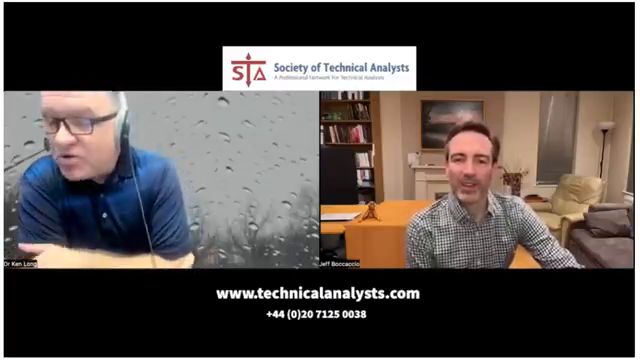 STA
Society of Technical Analysts
A Professional Network For Technical Analysis
Dr Ken Long
Jeff Boccaccio
www.technicalanalysts.com
+44 (0)20 7125 0038